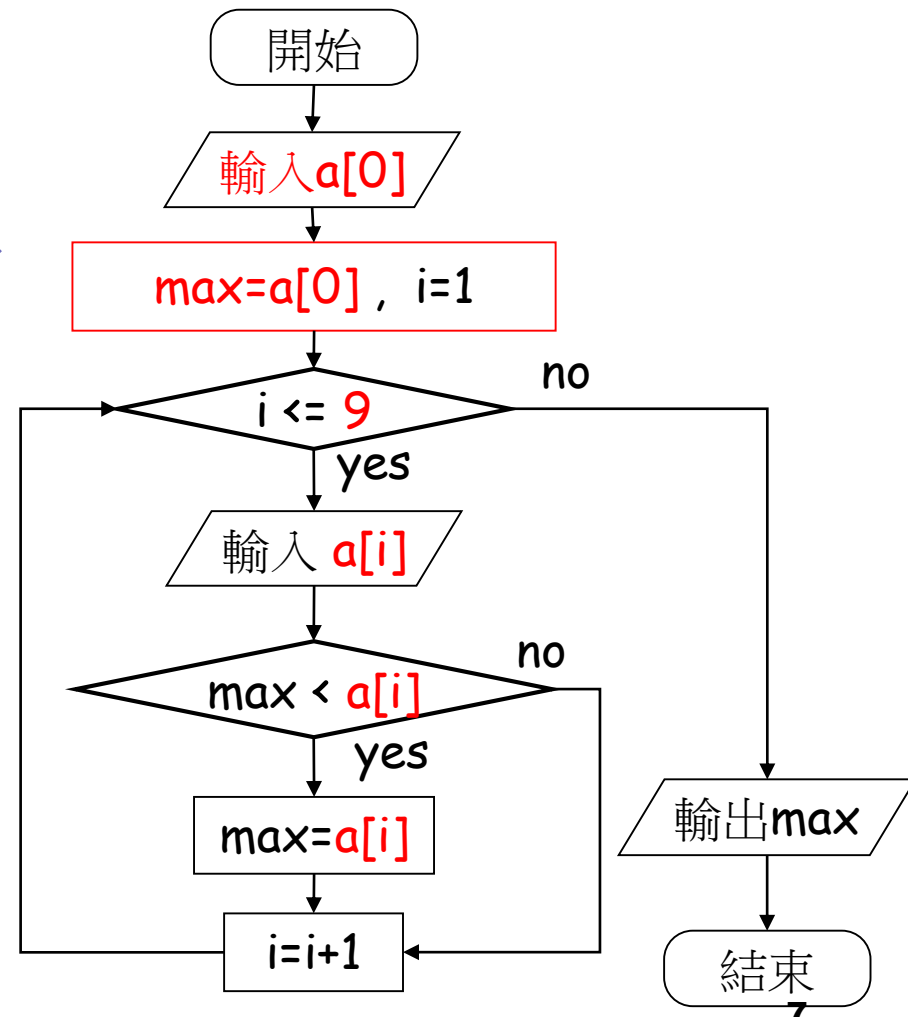 開始
輸入a[0]
max=a[0] , i=1
i <= 9
no
yes
輸入 a[i]
max < a[i]
no
yes
max=a[i]
i=i+1
輸出max
結束